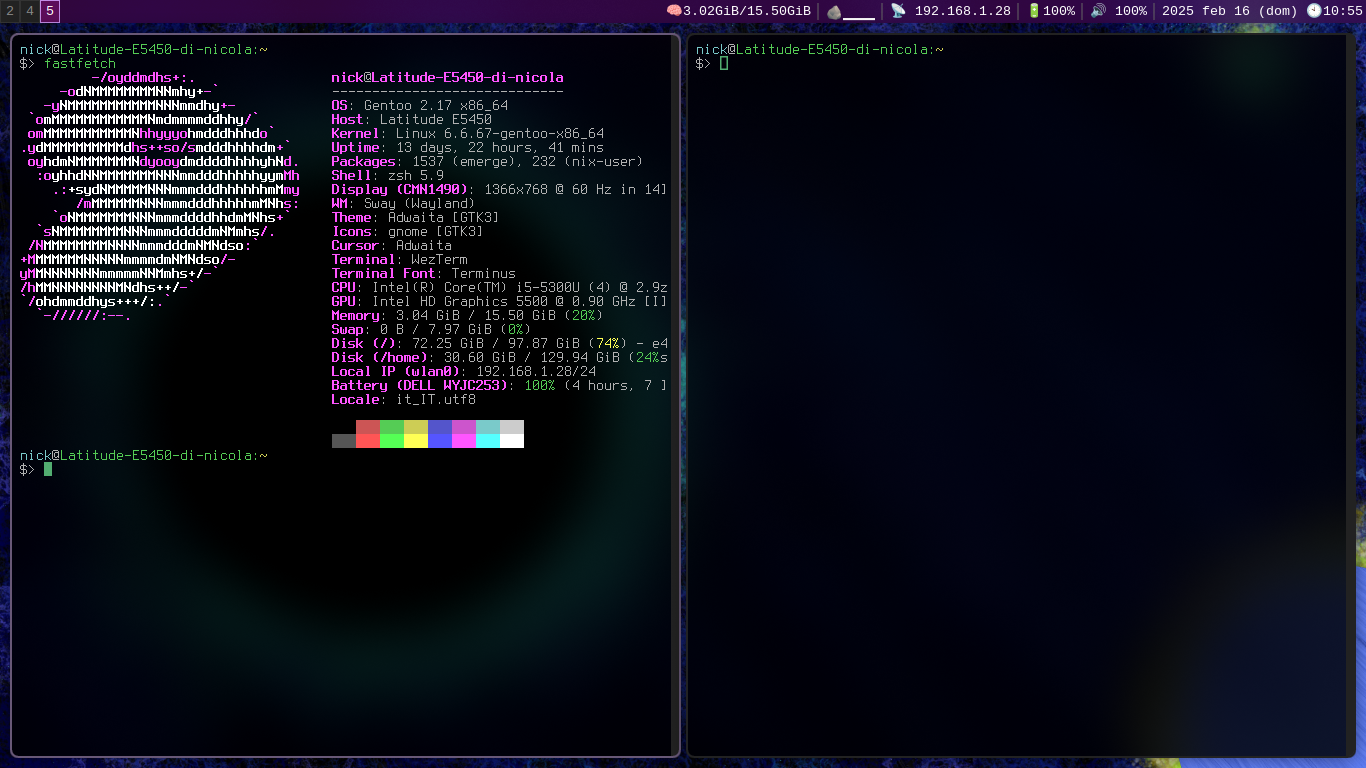 2 4 5 3.02GiB/15.50GiB 192.168.1.28 100% 100% 2025 feb 16 (dom) 10:55
nick@Latitude-E5450-di-nicola:~
$> fastfetch
-/oyddmdhs+:.
-odNMMMMMMMMNNmhy+-`
-yNMMMMMMMMMMMNNNmmdhy+-
`omMMMMMMMMMMMMNmdmmmmddhhy/`
omMMMMMMMMMMMNhhyyyohmdddhhhdo`
.ydMMMMMMMMMMdhs++so/smdddhhhhdm+`
oyhdmNMMMMMMMNdyooydmddddhhhhyhNd.
:oyhhdNNMMMMMMMNNNmmdddhhhhhyymMh
.:+sydNMMMMMNNNmmmdddhhhhhhmMmy
/mMMMMMMNNNmmmdddhhhhhmMNhs:
`oNMMMMMMMNNNmmmddddhhdmMNhs+`
`sNMMMMMMMMNNNmmmdddddmNMmhs/.
/NMMMMMMMMNNNNmmmdddmNMNdso:`
+MMMMMMMNNNNNmmmmdmNMNdso/-
yMMNNNNNNNmmmmmNNMmhs+/-`
/hMMNNNNNNNNMNdhs++/-`
`/ohdmmddhys+++/:.`
`-//////:--.
nick@Latitude-E5450-di-nicola
-----------------------------
OS: Gentoo 2.17 x86_64
Host: Latitude E5450
Kernel: Linux 6.6.67-gentoo-x86_64
Uptime: 13 days, 22 hours, 41 mins
Packages: 1537 (emerge), 232 (nix-user)
Shell: zsh 5.9
Display (CMN1490): 1366x768 @ 60 Hz in 14]
WM: Sway (Wayland)
Theme: Adwaita [GTK3]
Icons: gnome [GTK3]
Cursor: Adwaita
Terminal: WezTerm
Terminal Font: Terminus
CPU: Intel(R) Core(TM) i5-5300U (4) @ 2.9z
GPU: Intel HD Graphics 5500 @ 0.90 GHz [I]
Memory: 3.04 GiB / 15.50 GiB (20%)
Swap: 0 B / 7.97 GiB (0%)
Disk (/): 72.25 GiB / 97.87 GiB (74%) - e4
Disk (/home): 30.60 GiB / 129.94 GiB (24%s
Local IP (wlan0): 192.168.1.28/24
Battery (DELL WYJC253): 100% (4 hours, 7 ]
Locale: it_IT.utf8
nick@Latitude-E5450-di-nicola:~
$>
nick@Latitude-E5450-di-nicola:~
$>